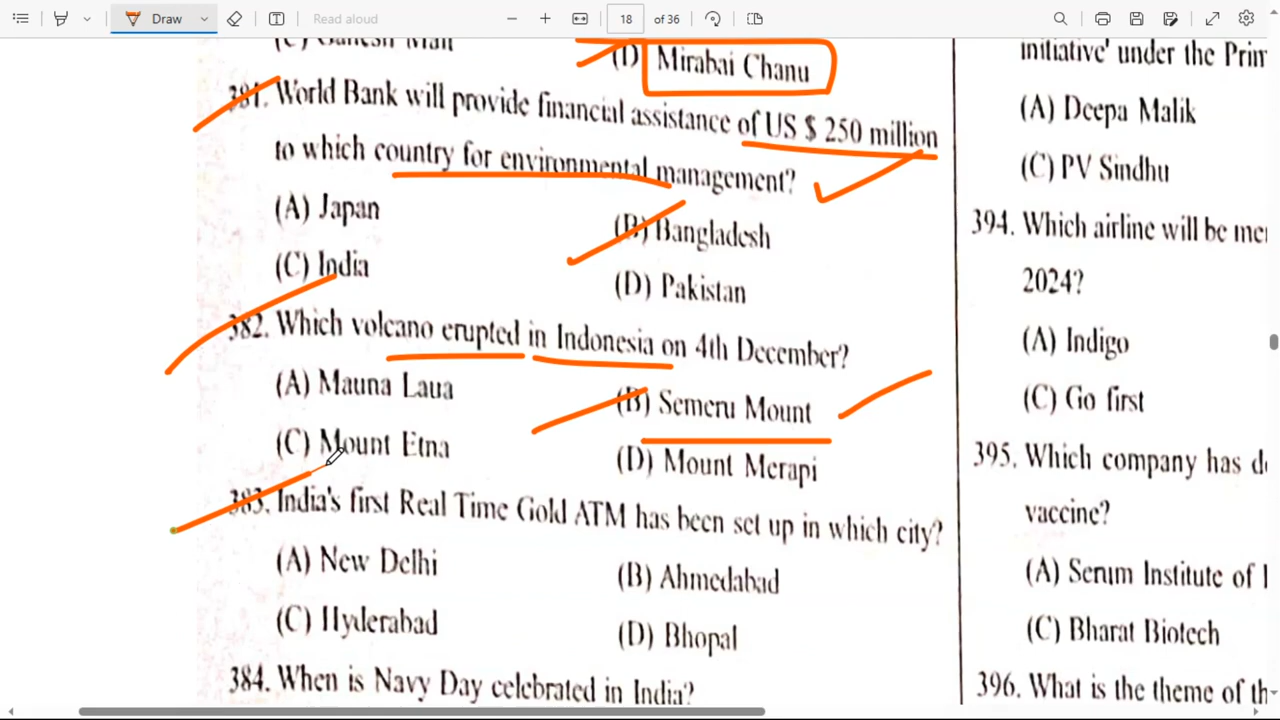 Draw
Read aloud
18 of 36
(D) Mirabai Chanu
381. World Bank will provide financial assistance of US $ 250 million
to which country for environmental management?
(A) Japan
(B) Bangladesh
(C) India
(D) Pakistan
382. Which volcano erupted in Indonesia on 4th December?
(A) Mauna Laua
(B) Semeru Mount
(C) Mount Etna
(D) Mount Merapi
383. India's first Real Time Gold ATM has been set up in which city?
(A) New Delhi
(B) Ahmedabad
(C) Hyderabad
(D) Bhopal
384. When is Navy Day celebrated in India?
initiative' under the Prim
(A) Deepa Malik
(C) PV Sindhu
394. Which airline will be me
2024?
(A) Indigo
(C) Go first
395. Which company has d
vaccine?
(A) Serum Institute of
(C) Bharat Biotech
396. What is the theme of th